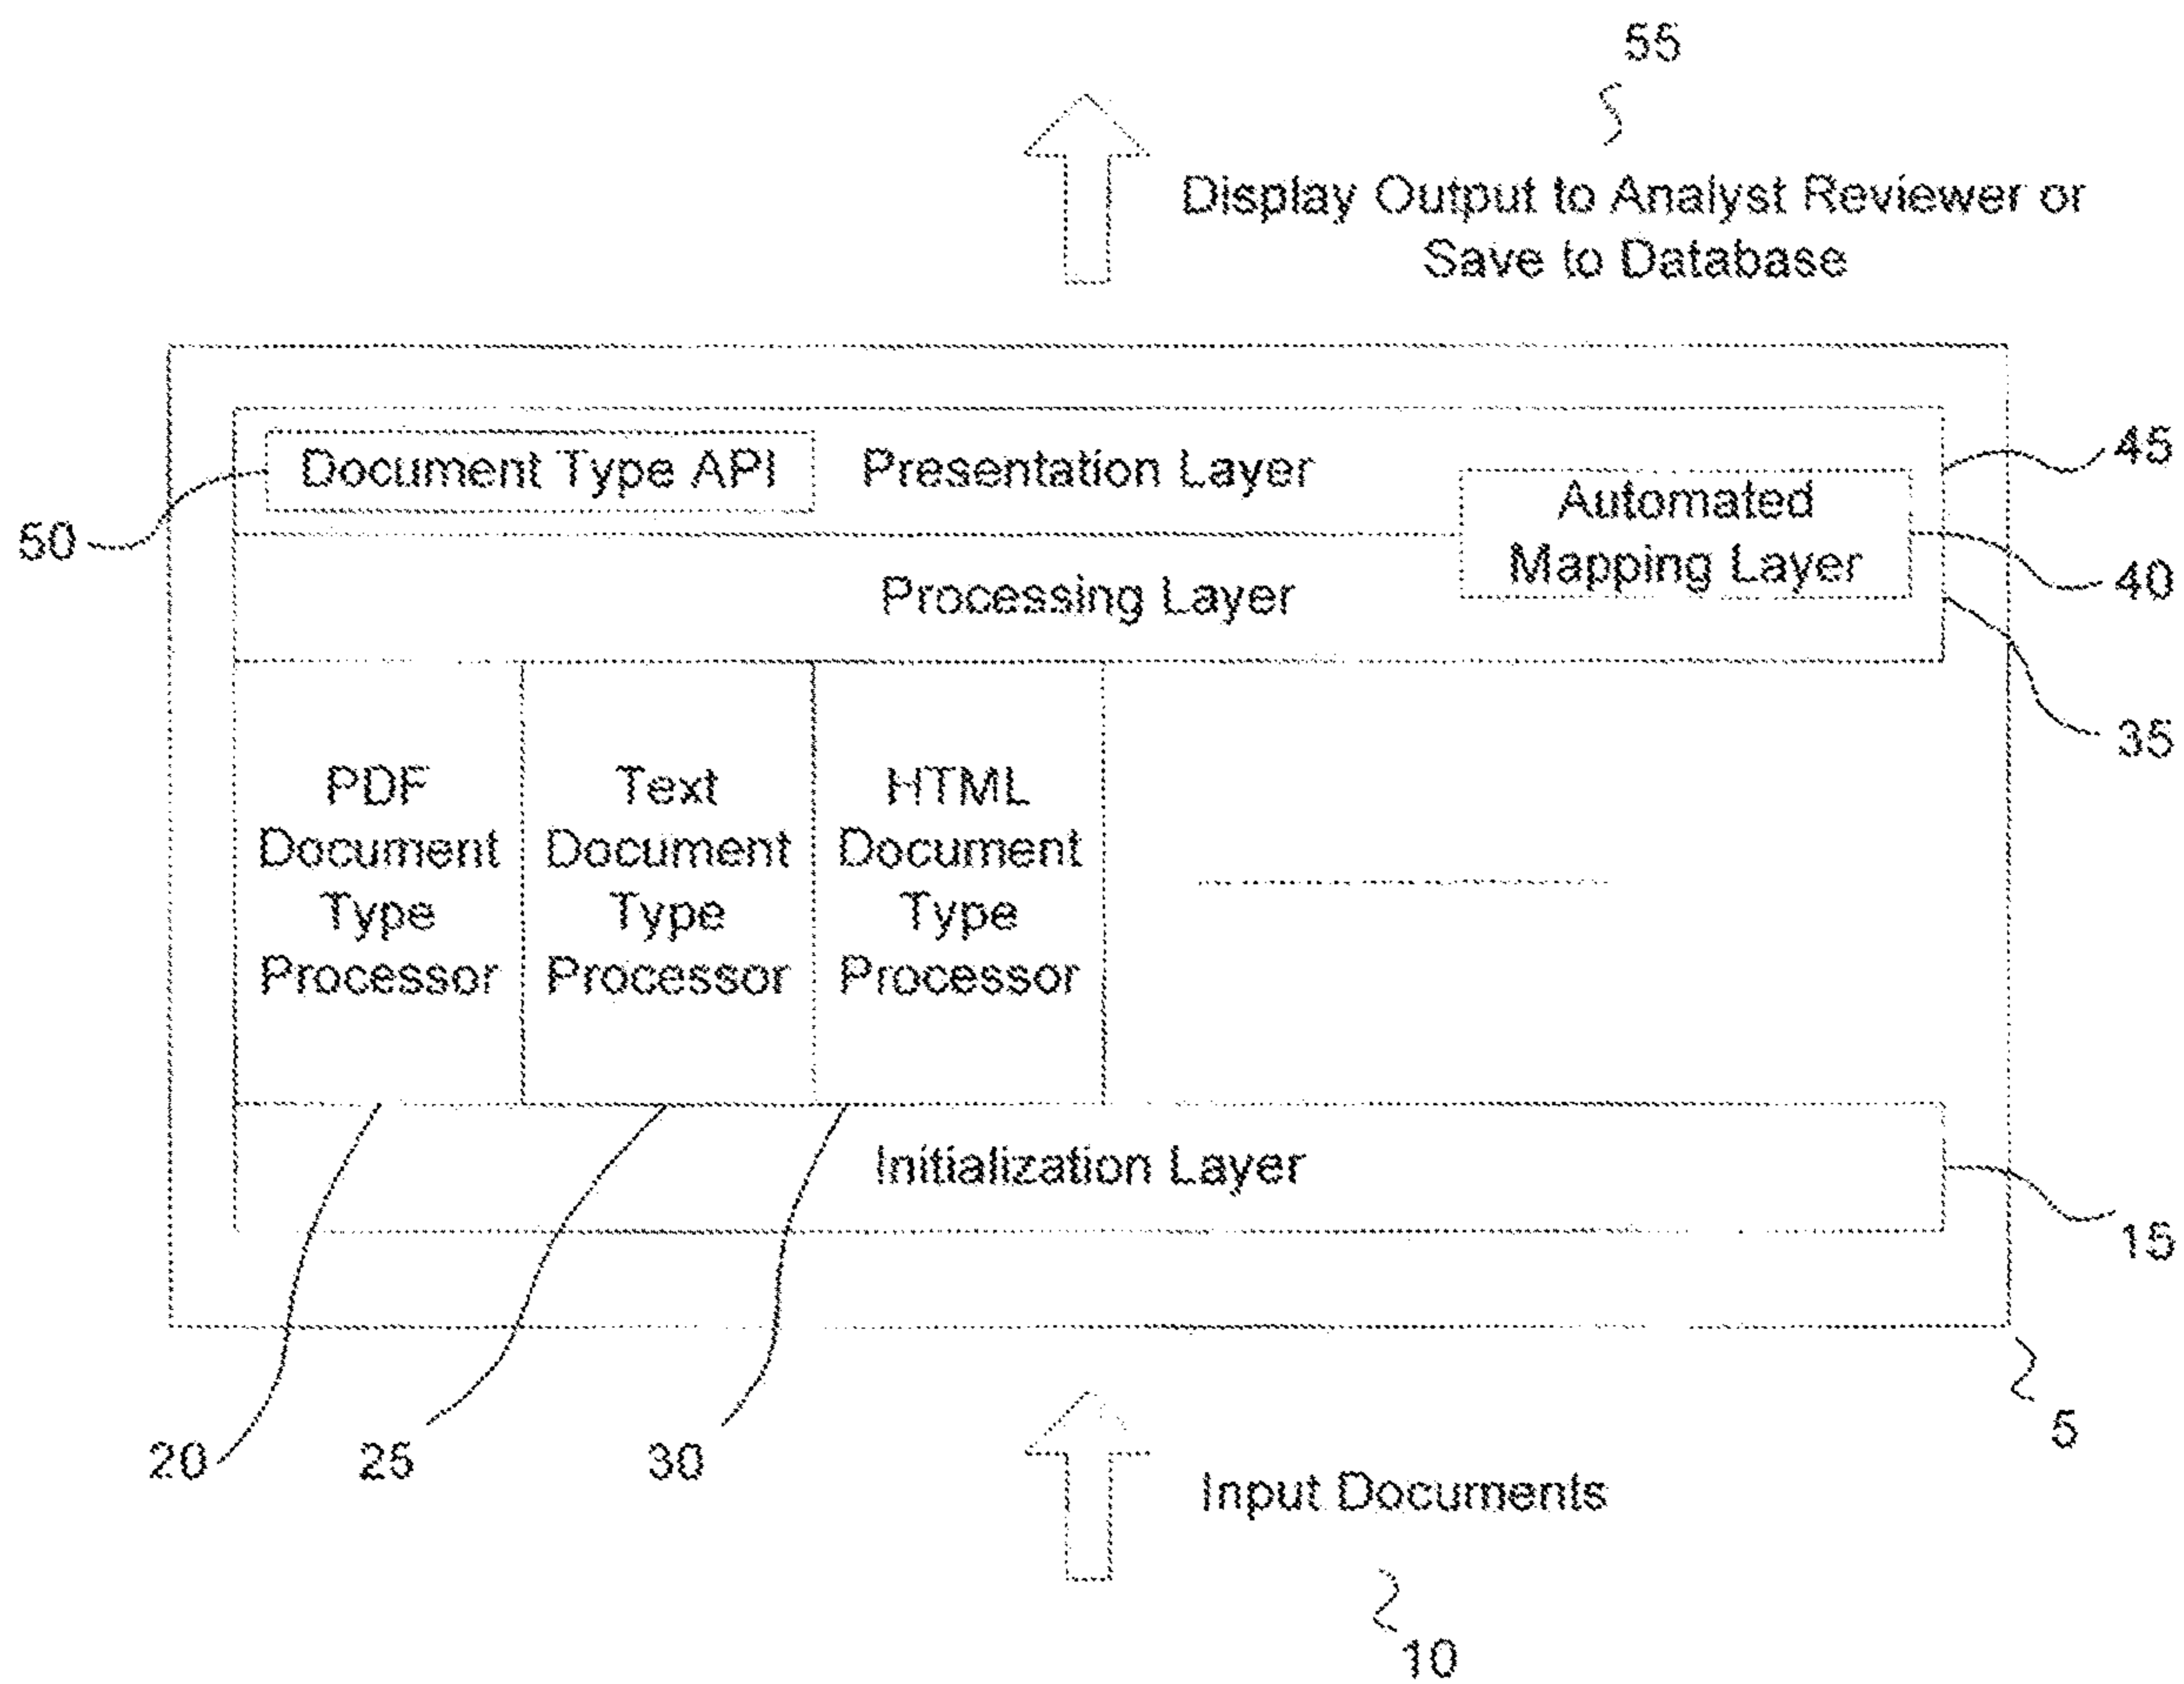 55
Display Output to Analyst Reviewer or
Save to Database
Document Type API
Presentation Layer
45
Automated
Mapping Layer
50
40
Processing Layer
35
PDF
Document
Type
Processor
Text
Document
Type
Processor
HTML
Document
Type
Processor
Initialization Layer
15
5
20
25
30
Input Documents
10